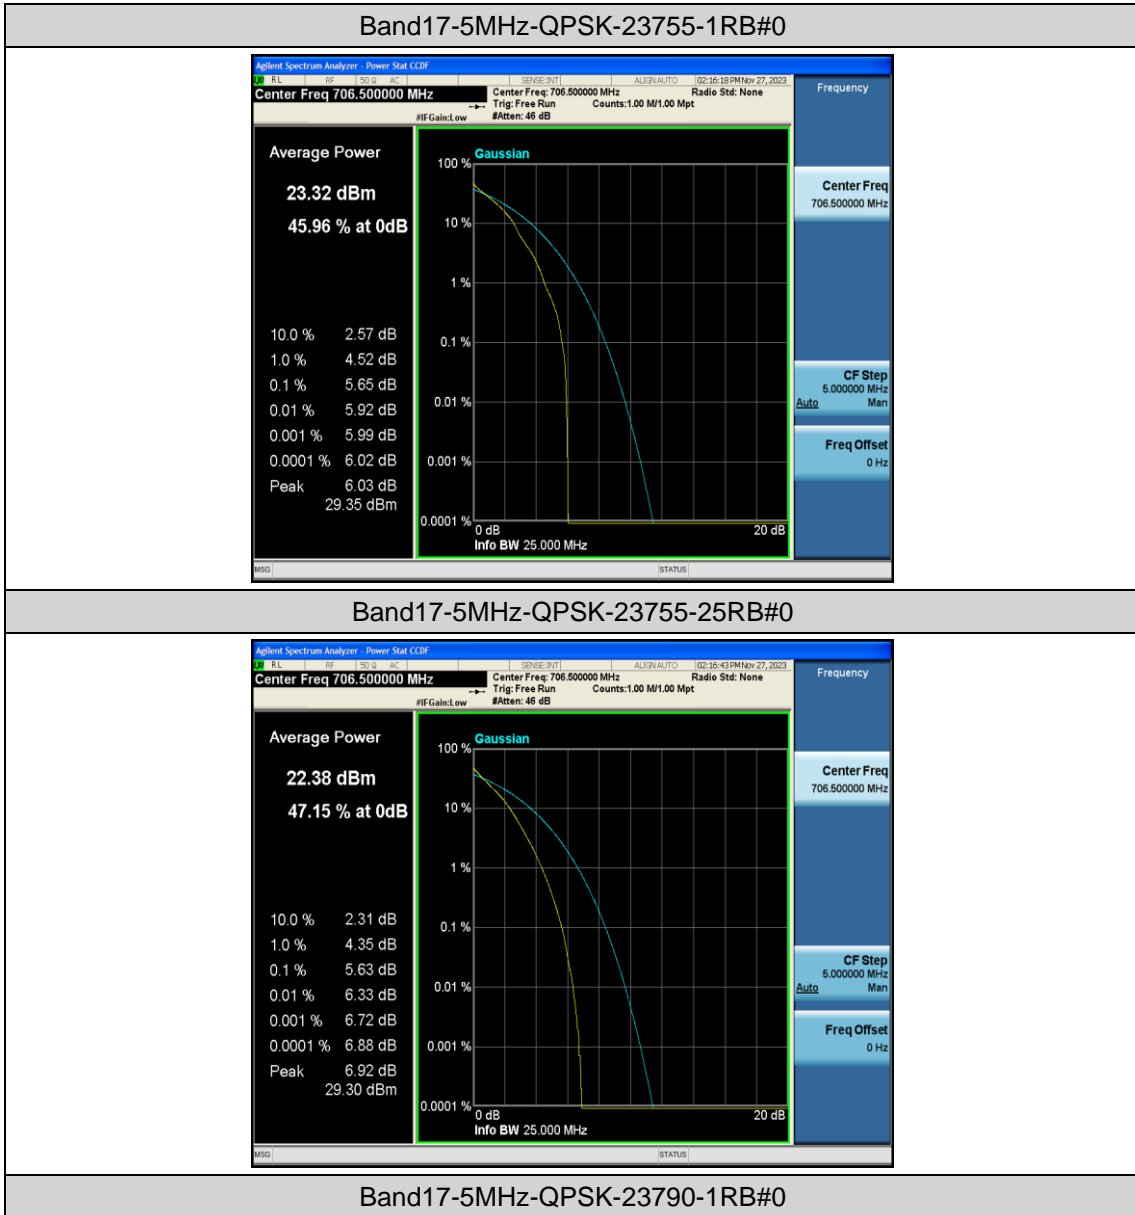 Band17-5MHz-QPSK-23755-1RB#0
Agilent Spectrum Analyzer - Power Stat CCDF
LXI RL RF 50 Ω AC SENSE:INT ALIGN AUTO 02:16:18 PM Nov 27, 2023
Center Freq 706.500000 MHz
Center Freq: 706.500000 MHz Radio Std: None
Trig: Free Run Counts:1.00 M/1.00 Mpt
#IFGain:Low #Atten: 46 dB
Frequency
Average Power
23.32 dBm
45.96 % at 0dB
10.0 % 2.57 dB
1.0 % 4.52 dB
0.1 % 5.65 dB
0.01 % 5.92 dB
0.001 % 5.99 dB
0.0001 % 6.02 dB
Peak 6.03 dB
29.35 dBm
Gaussian
100 %
10 %
1 %
0.1 %
0.01 %
0.001 %
0.0001 %
0 dB 20 dB
Info BW 25.000 MHz
Center Freq
706.500000 MHz
CF Step
5.000000 MHz
Auto Man
Freq Offset
0 Hz
MSG STATUS
Band17-5MHz-QPSK-23755-25RB#0
Agilent Spectrum Analyzer - Power Stat CCDF
LXI RL RF 50 Ω AC SENSE:INT ALIGN AUTO 02:16:43 PM Nov 27, 2023
Center Freq 706.500000 MHz
Center Freq: 706.500000 MHz Radio Std: None
Trig: Free Run Counts:1.00 M/1.00 Mpt
#IFGain:Low #Atten: 46 dB
Frequency
Average Power
22.38 dBm
47.15 % at 0dB
10.0 % 2.31 dB
1.0 % 4.35 dB
0.1 % 5.63 dB
0.01 % 6.33 dB
0.001 % 6.72 dB
0.0001 % 6.88 dB
Peak 6.92 dB
29.30 dBm
Gaussian
100 %
10 %
1 %
0.1 %
0.01 %
0.001 %
0.0001 %
0 dB 20 dB
Info BW 25.000 MHz
Center Freq
706.500000 MHz
CF Step
5.000000 MHz
Auto Man
Freq Offset
0 Hz
MSG STATUS
Band17-5MHz-QPSK-23790-1RB#0